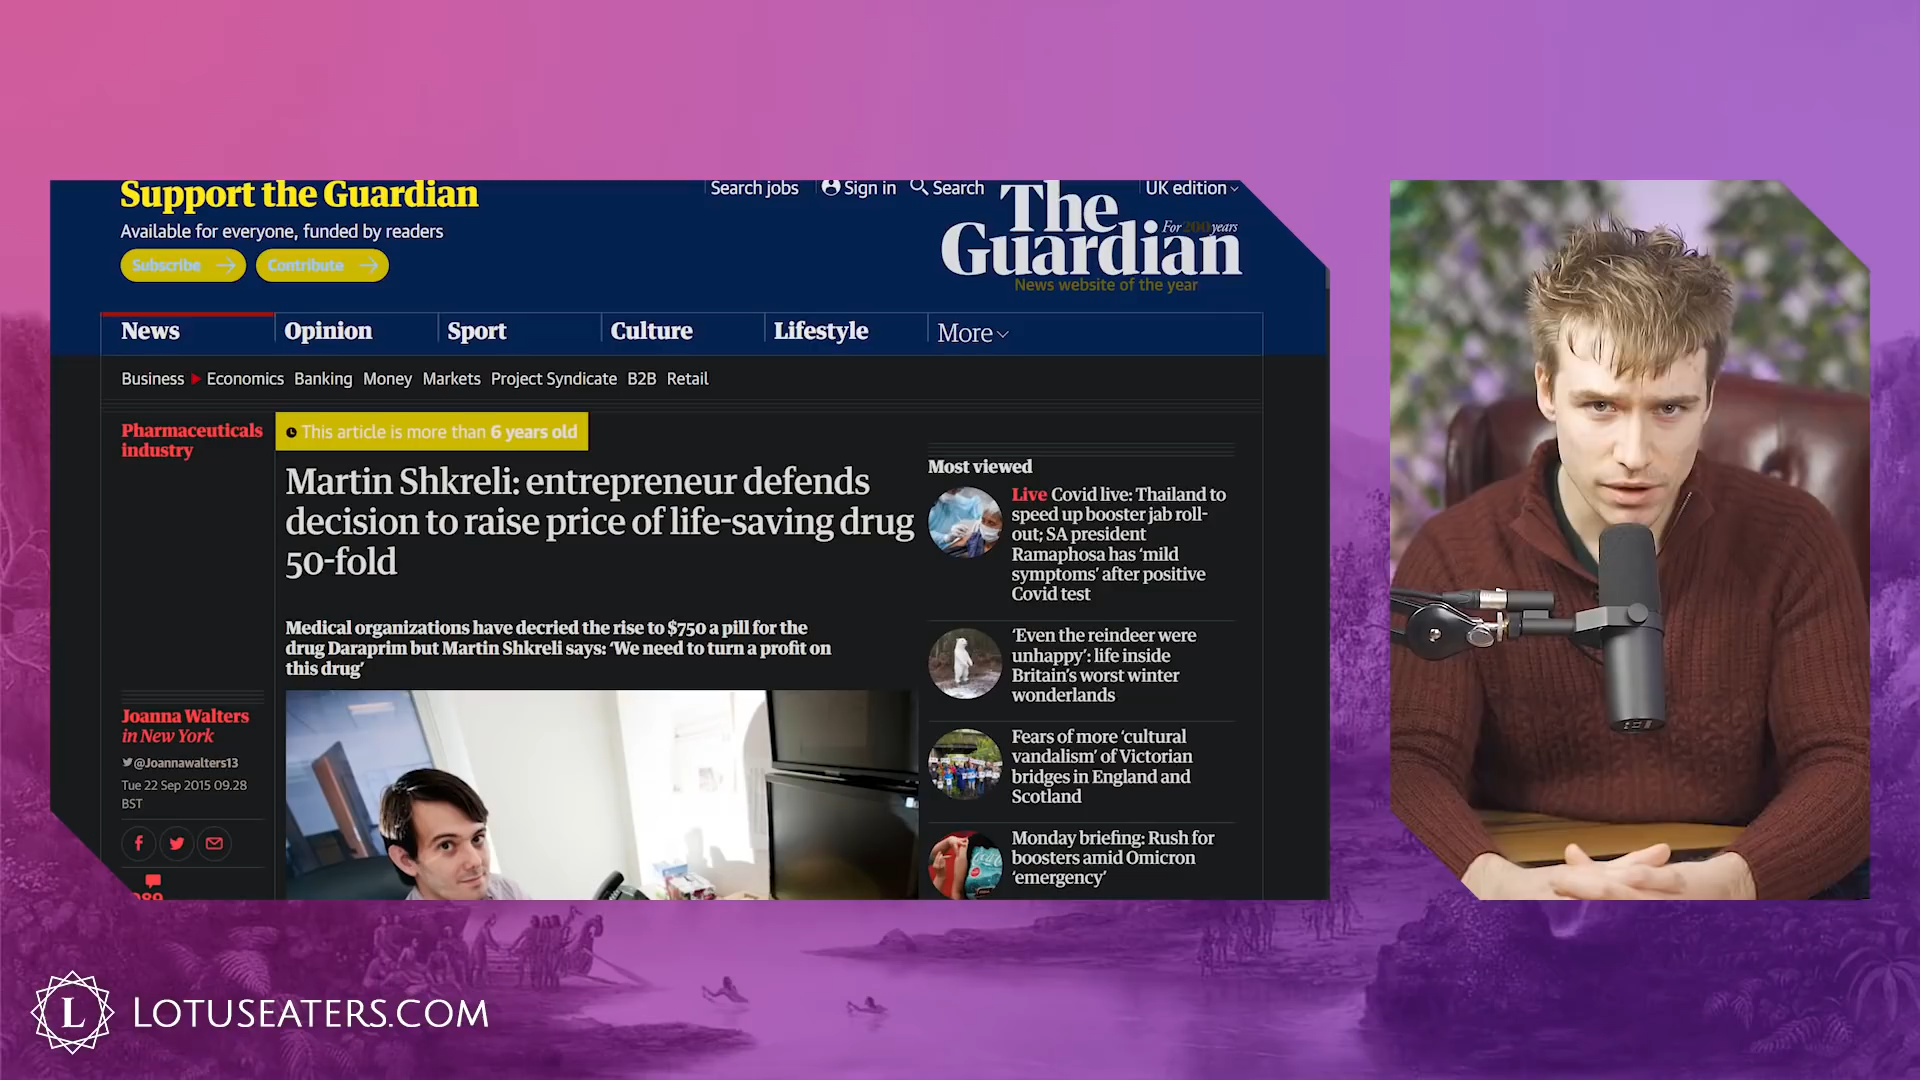 Support the Guardian
Available for everyone, funded by readers
Subscribe
Contribute
Search jobs
Sign in
Search
UK edition
The
Guardian
For 200 years
News website of the year
News
Opinion
Sport
Culture
Lifestyle
More
Business
Economics
Banking
Money
Markets
Project Syndicate
B2B
Retail
Pharmaceuticals
industry
This article is more than 6 years old
Martin Shkreli: entrepreneur defends
decision to raise price of life-saving drug
50-fold
Medical organizations have decried the rise to $750 a pill for the
drug Daraprim but Martin Shkreli says: ‘We need to turn a profit on
this drug’
Joanna Walters
in New York
@Joannawalters13
Tue 22 Sep 2015 09.28
BST
Most viewed
Live Covid live: Thailand to
speed up booster jab roll-
out; SA president
Ramaphosa has ‘mild
symptoms’ after positive
Covid test
‘Even the reindeer were
unhappy’: life inside
Britain’s worst winter
wonderlands
Fears of more ‘cultural
vandalism’ of Victorian
bridges in England and
Scotland
Monday briefing: Rush for
boosters amid Omicron
‘emergency’
L
LOTUSEATERS.COM